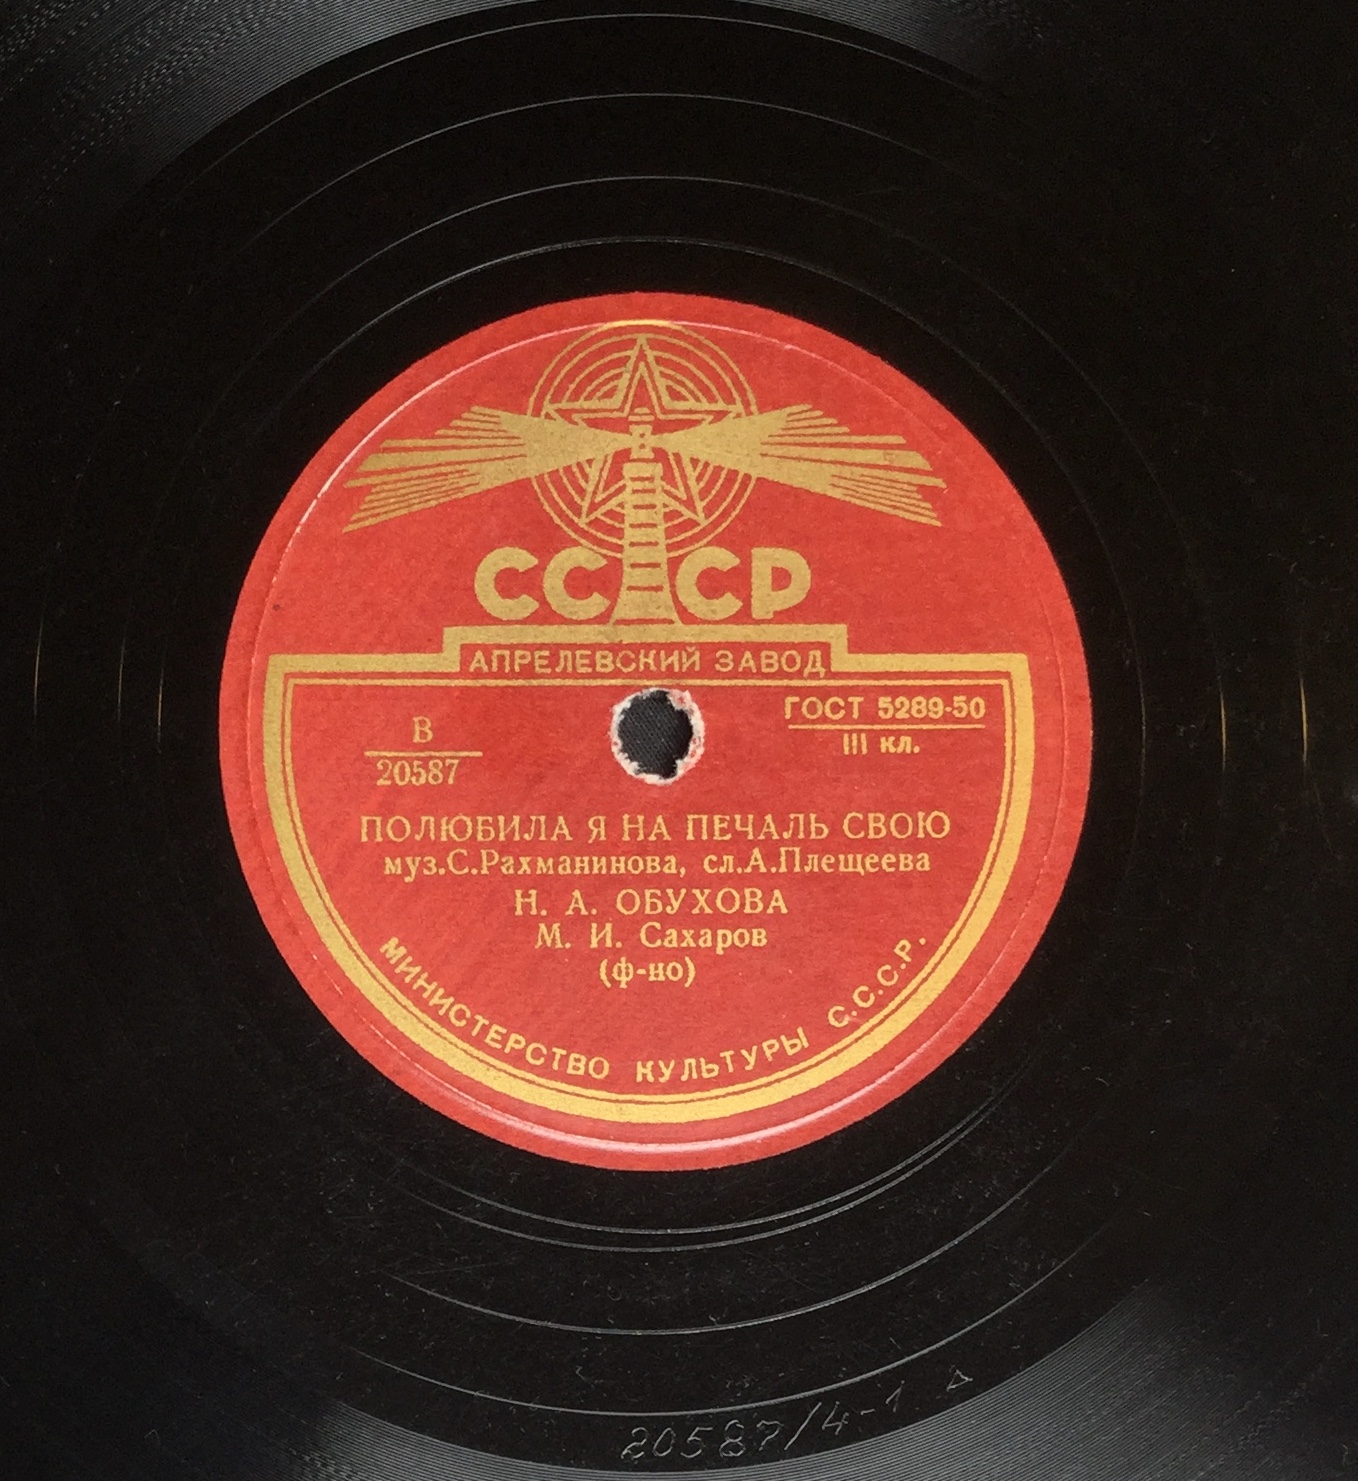 СССР
АПРЕЛЕВСКИЙ ЗАВОД
В
20587
ГОСТ 5289-50
III кл.
ПОЛЮБИЛА Я НА ПЕЧАЛЬ СВОЮ
муз.С.Рахманинова, сл.А.Плещеева
Н. А. ОБУХОВА
М. И. Сахаров
(ф-но)
МИНИСТЕРСТВО КУЛЬТУРЫ С.С.С.Р.
20587/4-1 Δ